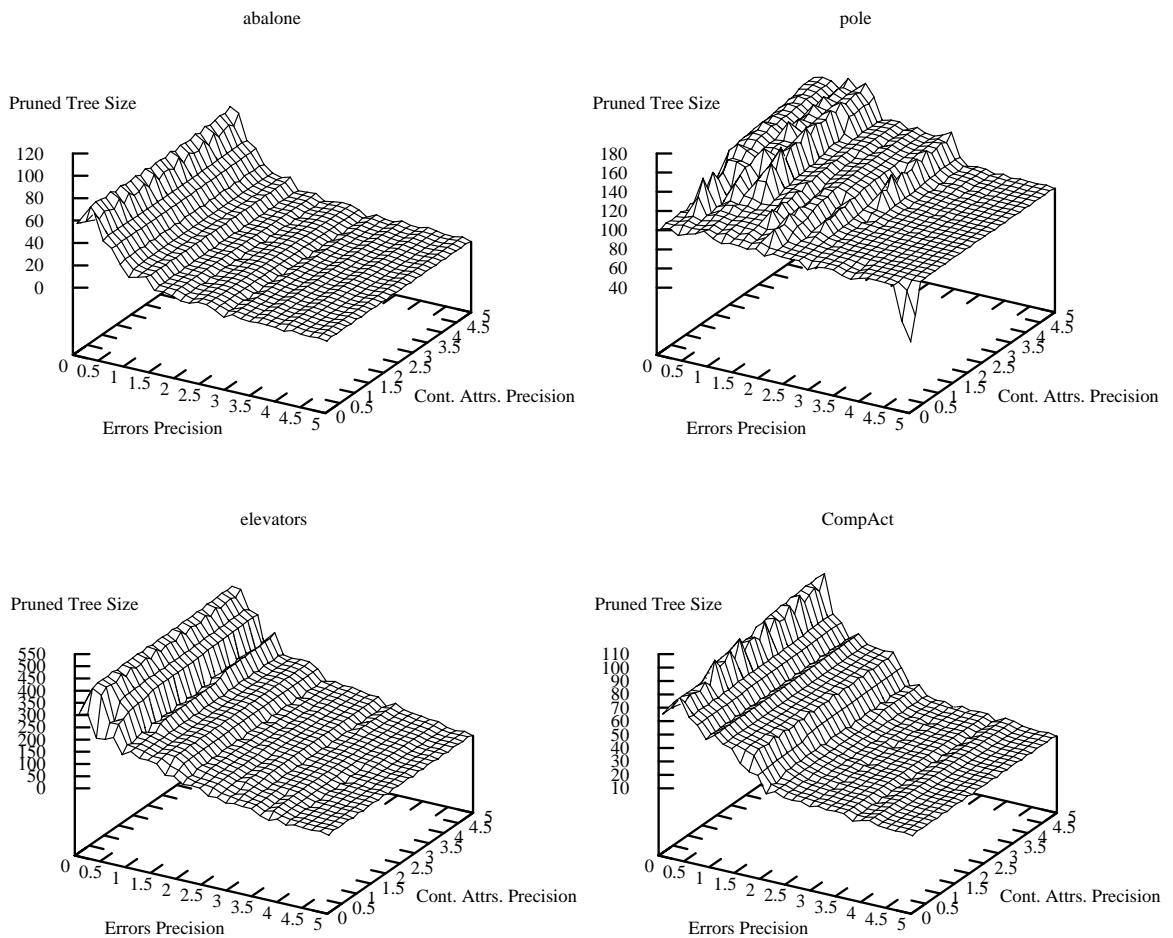 abalone
Pruned Tree Size
120
100
80
60
40
20
0
0 0.5 1 1.5 2 2.5 3 3.5 4 4.5 5
Errors Precision
0 0.5 1 1.5 2 2.5 3 3.5 4 4.5 5
Cont. Attrs. Precision
pole
Pruned Tree Size
180
160
140
120
100
80
60
40
0 0.5 1 1.5 2 2.5 3 3.5 4 4.5 5
Errors Precision
0 0.5 1 1.5 2 2.5 3 3.5 4 4.5 5
Cont. Attrs. Precision
elevators
Pruned Tree Size
550
500
450
400
350
300
250
200
150
100
50
0
0 0.5 1 1.5 2 2.5 3 3.5 4 4.5 5
Errors Precision
0 0.5 1 1.5 2 2.5 3 3.5 4 4.5 5
Cont. Attrs. Precision
CompAct
Pruned Tree Size
110
100
90
80
70
60
50
40
30
20
10
0 0.5 1 1.5 2 2.5 3 3.5 4 4.5 5
Errors Precision
0 0.5 1 1.5 2 2.5 3 3.5 4 4.5 5
Cont. Attrs. Precision